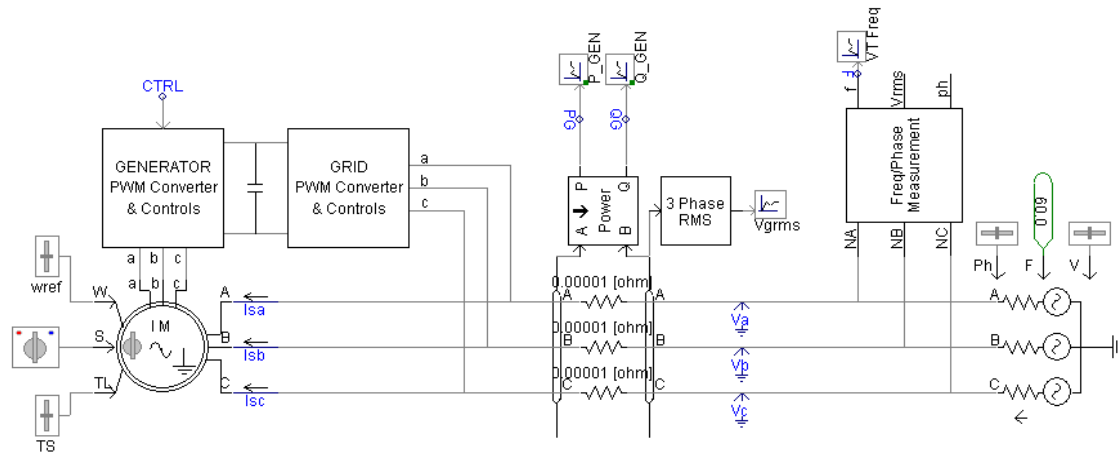 VT Freq
P_GEN
Q_GEN
F
f
Vrms
ph
CTRL
PG
QG
GENERATOR
PWM Converter
& Controls
GRID
PWM Converter
& Controls
a
b
c
P
Q
A
B
Power
3 Phase
RMS
Vgrms
Freq/Phase
Measurement
NA
NB
NC
60.0
Ph
F
V
a
b
c
a
b
c
wref
W
S
TL
TS
I M
A
B
C
Isa
Isb
Isc
0.00001 [ohm]
A
A
0.00001 [ohm]
B
B
0.00001 [ohm]
C
C
Va
Vb
Vc
A
B
C